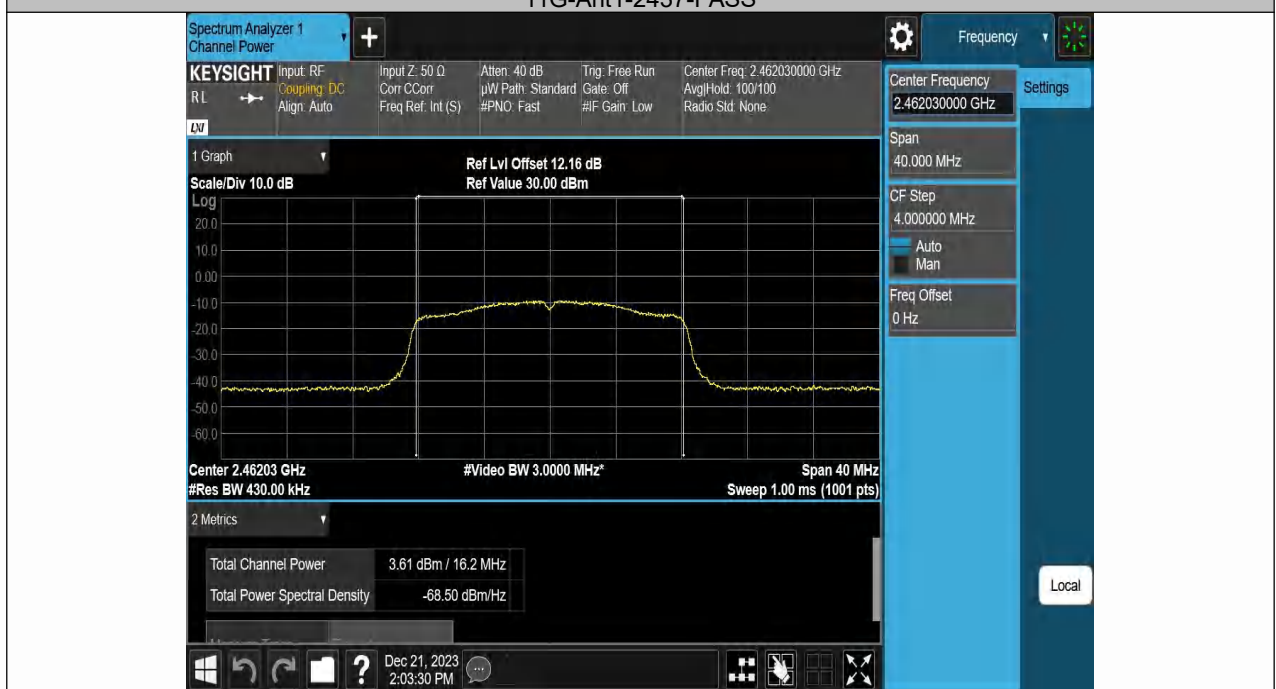 11G-Ant1-2437-PASS
Spectrum Analyzer 1
Channel Power
Frequency
KEYSIGHT
RL
LXI
Input: RF
Coupling: DC
Align: Auto
Input Z: 50 Ω
Corr CCorr
Freq Ref: Int (S)
Atten: 40 dB
µW Path: Standard
#PNO: Fast
Trig: Free Run
Gate: Off
#IF Gain: Low
Center Freq: 2.462030000 GHz
Avg|Hold: 100/100
Radio Std: None
Center Frequency
2.462030000 GHz
Settings
Span
40.000 MHz
CF Step
4.000000 MHz
Auto
Man
Freq Offset
0 Hz
Local
1 Graph
Scale/Div 10.0 dB
Ref Lvl Offset 12.16 dB
Ref Value 30.00 dBm
Log
20.0
10.0
0.00
-10.0
-20.0
-30.0
-40.0
-50.0
-60.0
Center 2.46203 GHz
#Video BW 3.0000 MHz*
Span 40 MHz
#Res BW 430.00 kHz
Sweep 1.00 ms (1001 pts)
2 Metrics
Total Channel Power 3.61 dBm / 16.2 MHz
Total Power Spectral Density -68.50 dBm/Hz
?
Dec 21, 2023
2:03:30 PM